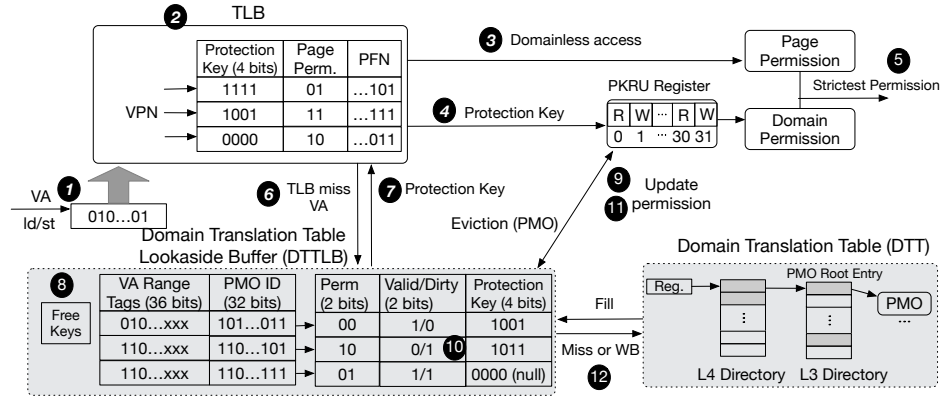 2
TLB
Protection Key (4 bits)
Page Perm.
PFN
1111
01
...101
VPN
1001
11
...111
0000
10
...011
3
Domainless access
Page Permission
5
Strictest Permission
4
Protection Key
PKRU Register
R
W
...
R
W
0
1
...
30
31
Domain Permission
1
VA
ld/st
010...01
6
TLB miss
VA
7
Protection Key
9
11
Update
permission
Eviction (PMO)
Domain Translation Table
Lookaside Buffer (DTTLB)
8
Free
Keys
VA Range
Tags (36 bits)
PMO ID
(32 bits)
Perm
(2 bits)
Valid/Dirty
(2 bits)
Protection
Key (4 bits)
010...xxx
101...011
00
1/0
1001
110...xxx
110...101
10
0/1
10
1011
110...xxx
110...111
01
1/1
0000 (null)
Fill
Miss or WB
12
Domain Translation Table (DTT)
Reg.
PMO Root Entry
PMO
...
L4 Directory
L3 Directory